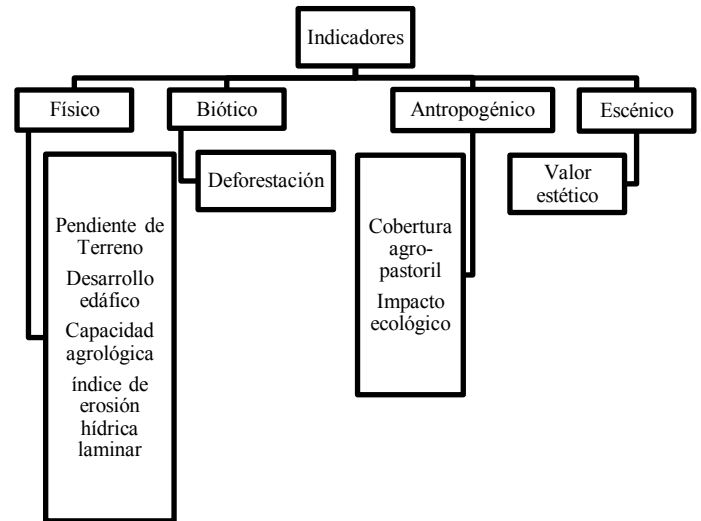 Indicadores
Físico
Biótico
Antropogénico
Escénico
Pendiente de
Terreno
Desarrollo
edáfico
Capacidad
agrológica
índice de
erosión
hídrica
laminar
Deforestación
Cobertura
agro-
pastoril
Impacto
ecológico
Valor
estético